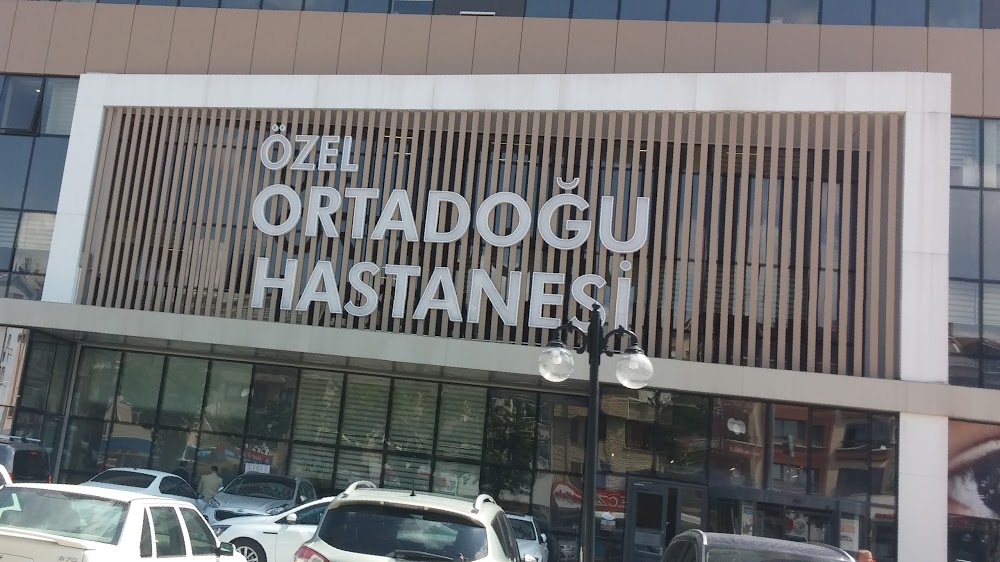 ÖZEL
ORTADOĞU
HASTANESİ